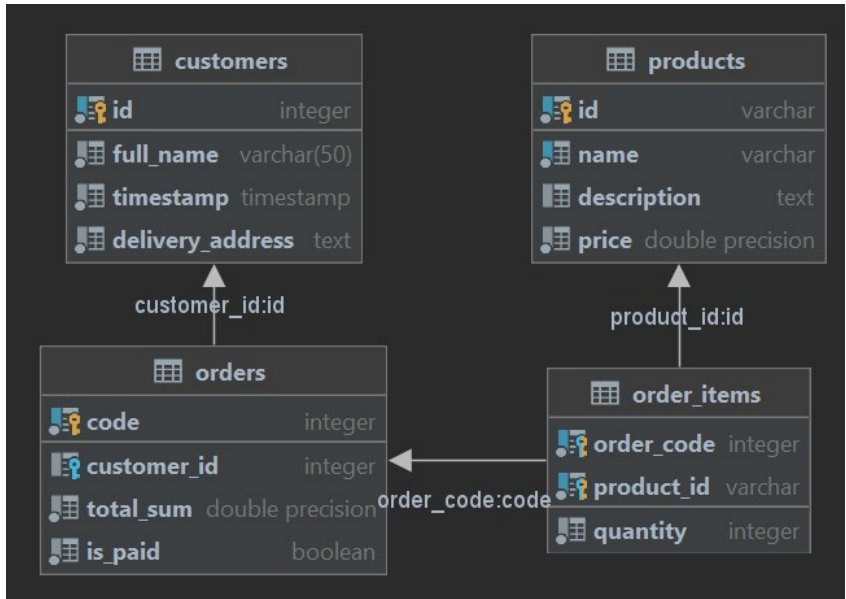 customers
id integer
full_name varchar(50)
timestamp timestamp
delivery_address text
products
id varchar
name varchar
description text
price double precision
customer_id:id
product_id:id
orders
code integer
customer_id integer
total_sum double precision
is_paid boolean
order_code:code
order_items
order_code integer
product_id varchar
quantity integer